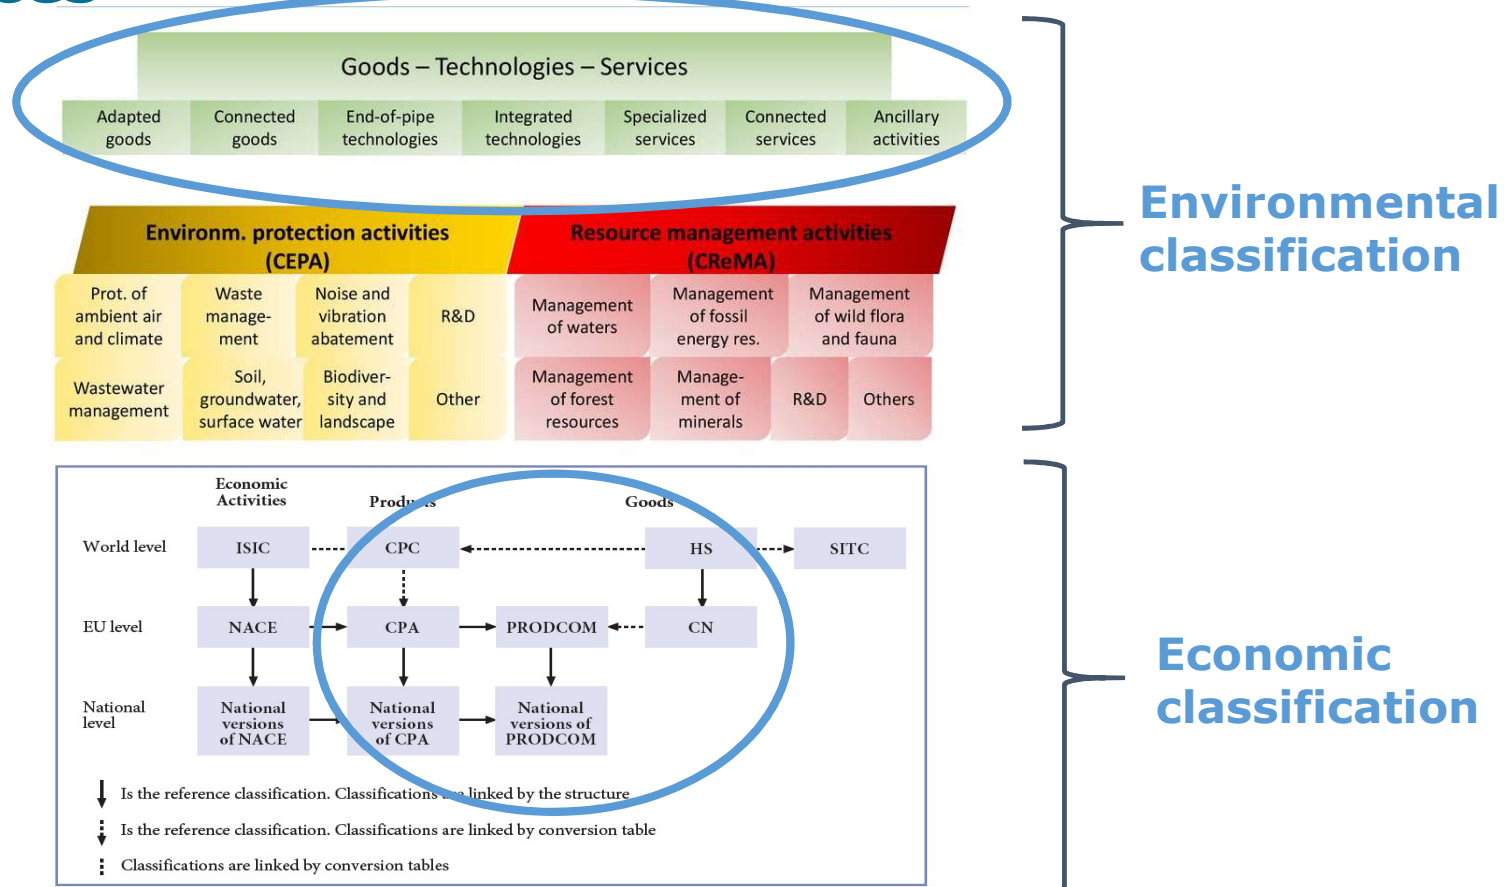 Goods – Technologies – Services
Adapted
goods
Connected
goods
End-of-pipe
technologies
Integrated
technologies
Specialized
services
Connected
services
Ancillary
activities
Environm. protection activities
(CEPA)
Resource management activities
(CReMA)
Prot. of
ambient air
and climate
Waste
manage-
ment
Noise and
vibration
abatement
R&D
Management
of waters
Management
of fossil
energy res.
Management
of wild flora
and fauna
Wastewater
management
Soil,
groundwater,
surface water
Biodiver-
sity and
landscape
Other
Management
of forest
resources
Manage-
ment of
minerals
R&D
Others
Environmental
classification
Economic
Activities
Products
Goods
World level
ISIC
CPC
HS
SITC
EU level
NACE
CPA
PRODCOM
CN
National
level
National
versions
of NACE
National
versions
of CPA
National
versions of
PRODCOM
Is the reference classification. Classifications are linked by the structure
Is the reference classification. Classifications are linked by conversion table
Classifications are linked by conversion tables
Economic
classification